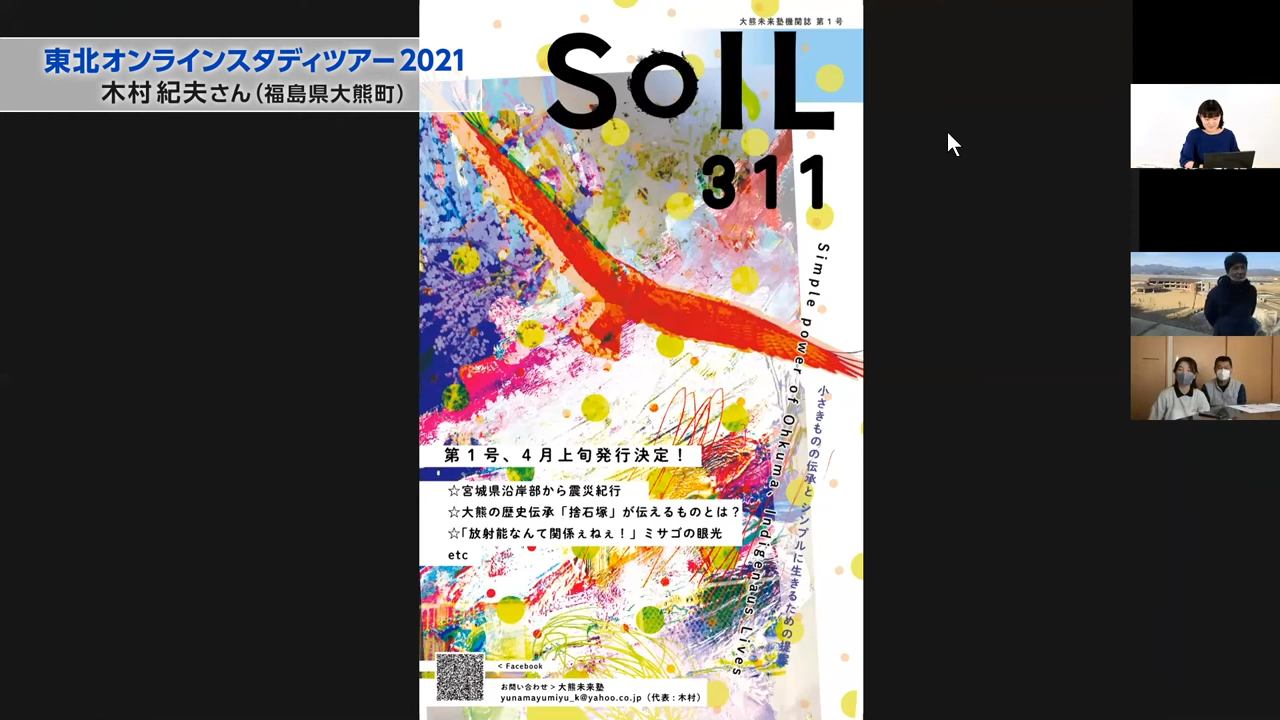 東北オンラインスタディツアー2021
木村 紀夫さん(福島県大熊町)
大熊未来塾機関誌 第1号
SoIL
311
Simple power of Ohkuma, Indigenaus Lives
小さきものの伝承と シンプルに生きるための提案
第1号、4月上旬発行決定!
☆宮城県沿岸部から震災紀行
☆大熊の歴史伝承「捨石塚」が伝えるものとは?
☆「放射能なんて関係ぇねぇ!」ミサゴの眼光
etc
< Facebook
お問い合わせ > 大熊未来塾
yunamayumiyu_k@yahoo.co.jp(代表:木村)